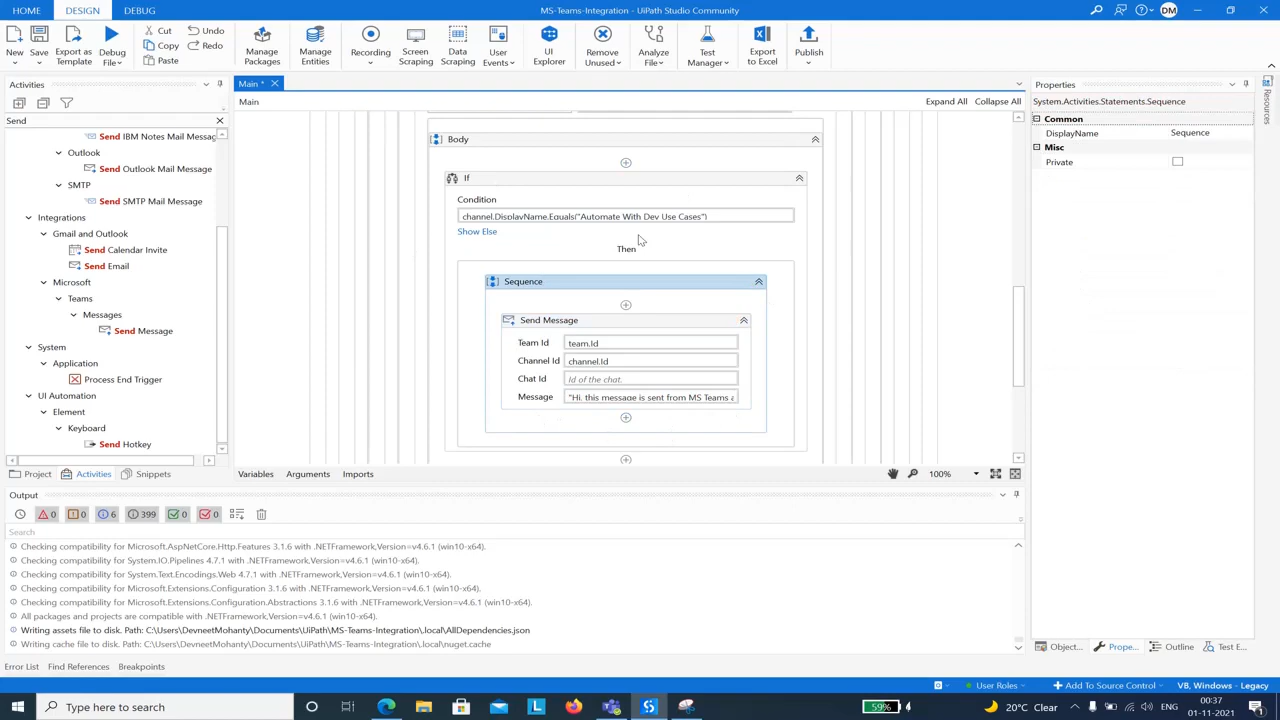 HOME DESIGN DEBUG MS-Teams-Integration - UiPath Studio Community DM
New Save Export as Template Debug File Cut Copy Paste Undo Redo Manage Packages Manage Entities Recording Screen Scraping Data Scraping User Events UI Explorer Remove Unused Analyze File Test Manager Export to Excel Publish
Activities
Main * 
Properties
Main
Expand All Collapse All
System.Activities.Statements.Sequence
Send
Common
DisplayName Sequence
Misc
Private
Send IBM Notes Mail Messag
Outlook
Send Outlook Mail Message
SMTP
Send SMTP Mail Message
Integrations
Gmail and Outlook
Send Calendar Invite
Send Email
Microsoft
Teams
Messages
Send Message
System
Application
Process End Trigger
UI Automation
Element
Keyboard
Send Hotkey
Body
If
Condition
channel.DisplayName.Equals("Automate With Dev Use Cases")
Show Else
Then
Sequence
Send Message
Team Id team.Id
Channel Id channel.Id
Chat Id Id of the chat.
Message "Hi, this message is sent from MS Teams a
Resources
Project Activities Snippets
Variables Arguments Imports
100%
Output
0 0 6 399 0 0
Search
Checking compatibility for Microsoft.AspNetCore.Http.Features 3.1.6 with .NETFramework,Version=v4.6.1 (win10-x64).
Checking compatibility for System.IO.Pipelines 4.7.1 with .NETFramework,Version=v4.6.1 (win10-x64).
Checking compatibility for System.Text.Encodings.Web 4.7.1 with .NETFramework,Version=v4.6.1 (win10-x64).
Checking compatibility for Microsoft.Extensions.Configuration 3.1.6 with .NETFramework,Version=v4.6.1 (win10-x64).
Checking compatibility for Microsoft.Extensions.Configuration.Abstractions 3.1.6 with .NETFramework,Version=v4.6.1 (win10-x64).
All packages and projects are compatible with .NETFramework,Version=v4.6.1 (win10-x64).
Writing assets file to disk. Path: C:\Users\DevneetMohanty\Documents\UiPath\MS-Teams-Integration\.local\AllDependencies.json
Writing cache file to disk. Path: C:\Users\DevneetMohanty\Documents\UiPath\MS-Teams-Integration\.local\nuget.cache
Object... Prope... Outline Test E...
Error List Find References Breakpoints
User Roles Add To Source Control VB, Windows - Legacy
Type here to search
59%
20°C Clear
ENG
00:37
01-11-2021